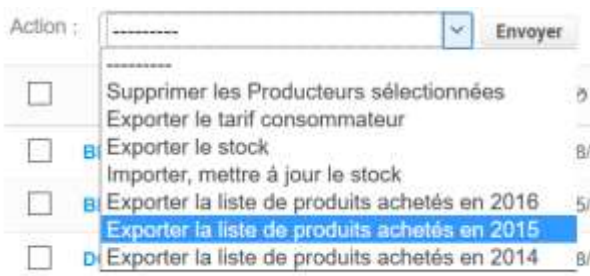 Action :
---------
Envoyer
---------
Supprimer les Producteurs sélectionnées
Exporter le tarif consommateur
Exporter le stock
Importer, mettre à jour le stock
Exporter la liste de produits achetés en 2016
Exporter la liste de produits achetés en 2015
Exporter la liste de produits achetés en 2014